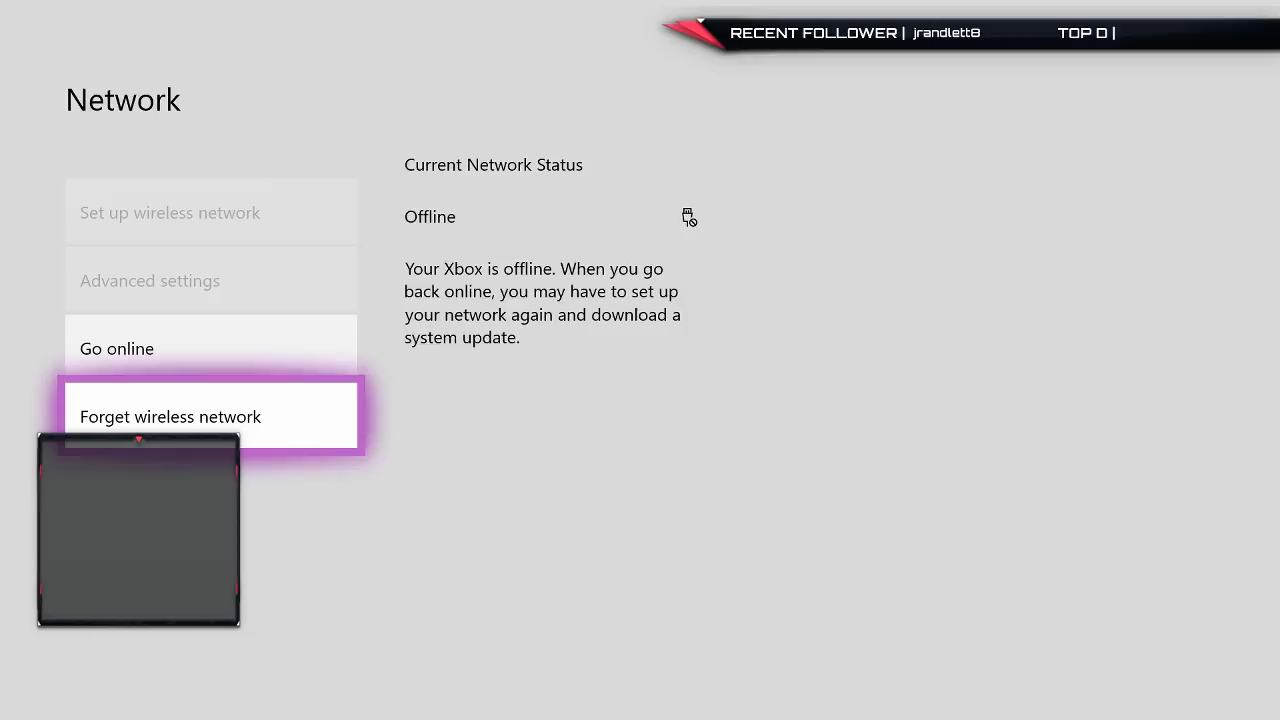 RECENT FOLLOWER | jrandlett8 TOP D |
Network
Set up wireless network
Advanced settings
Go online
Forget wireless network
Current Network Status
Offline
Your Xbox is offline. When you go
back online, you may have to set up
your network again and download a
system update.